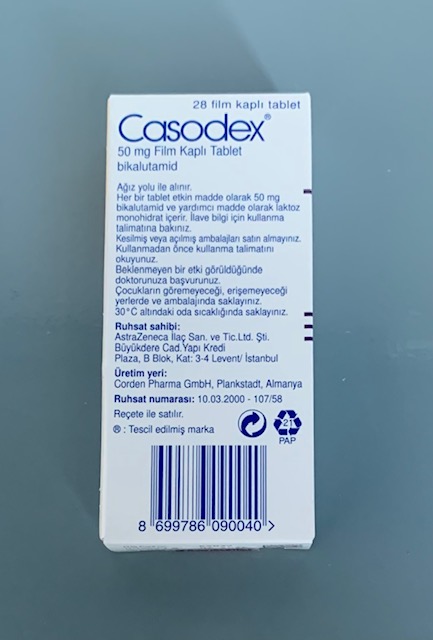 28 film kaplı tablet
Casodex®
50 mg Film Kaplı Tablet
bikalutamid
Ağız yolu ile alınır.
Her bir tablet etkin madde olarak 50 mg
bikalutamid ve yardımcı madde olarak laktoz
monohidrat içerir. İlave bilgi için kullanma
talimatına bakınız.
Kesilmiş veya açılmış ambalajları satın almayınız.
Kullanmadan önce kullanma talimatını
okuyunuz.
Beklenmeyen bir etki görüldüğünde
doktorunuza başvurunuz.
Çocukların göremeyeceği, erişemeyeceği
yerlerde ve ambalajında saklayınız.
30°C altındaki oda sıcaklığında saklayınız.
Ruhsat sahibi:
AstraZeneca İlaç San. ve Tic.Ltd. Şti.
Büyükdere Cad.Yapı Kredi
Plaza, B Blok, Kat: 3-4 Levent/ İstanbul
Üretim yeri:
Corden Pharma GmbH, Plankstadt, Almanya
Ruhsat numarası: 10.03.2000 - 107/58
Reçete ile satılır.
® : Tescil edilmiş marka
21
PAP
8 699786 090040 >